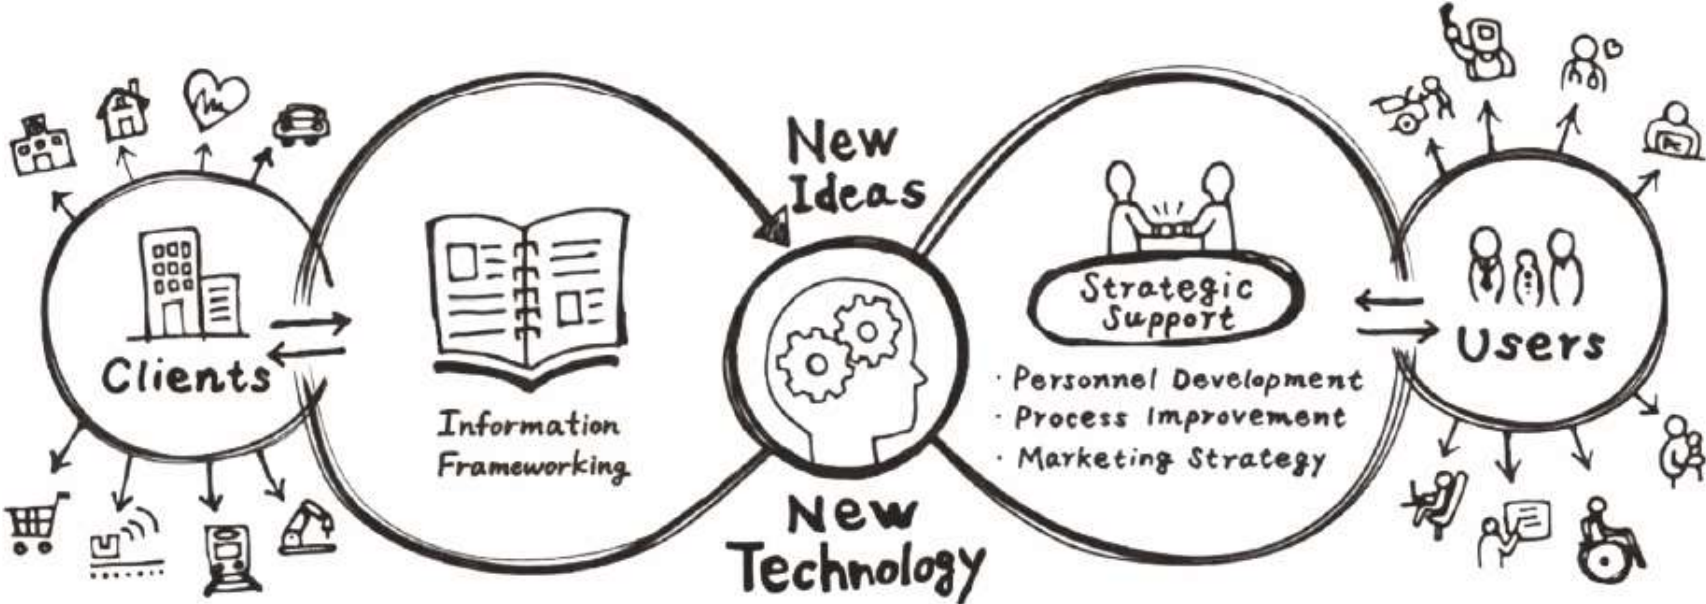 Clients
Information
Frameworking
New
Ideas
New
Technology
Strategic
Support
· Personnel Development
· Process Improvement
· Marketing Strategy
Users